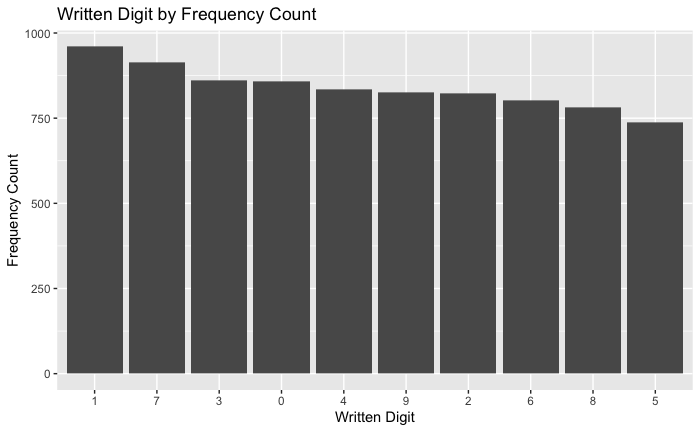 Written Digit by Frequency Count
1000
750
500
250
0
Frequency Count
1 7 3 0 4 9 2 6 8 5
Written Digit